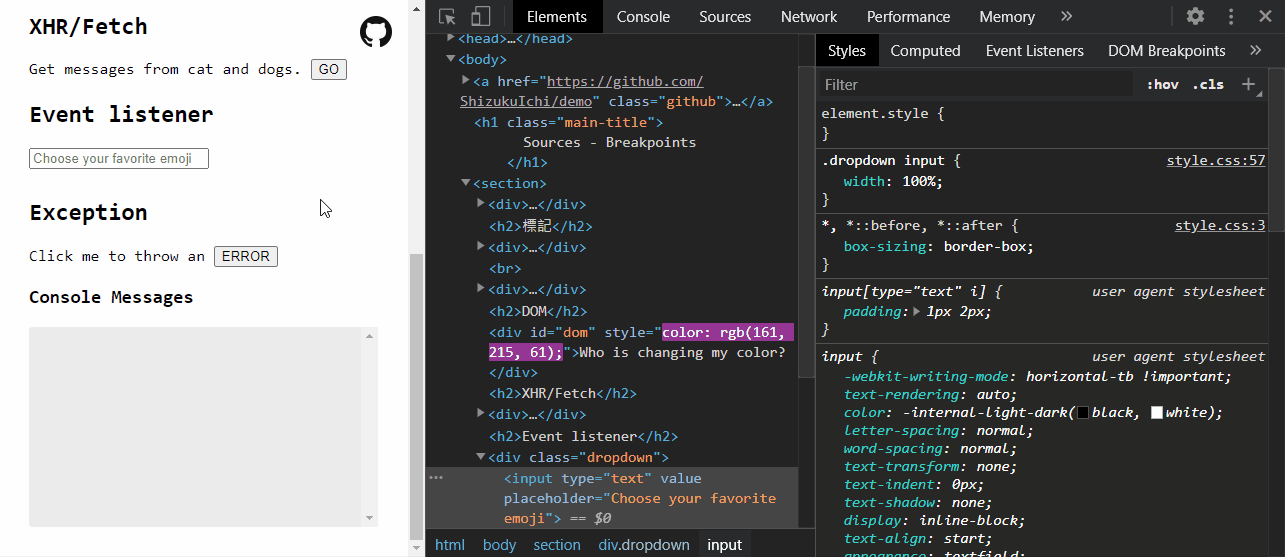 XHR/Fetch
Get messages from cat and dogs. GO
Event listener
Choose your favorite emoji
Exception
Click me to throw an ERROR
Console Messages
Elements Console Sources Network Performance Memory »
<head>…</head>
<body>
<a href="https://github.com/
ShizukuIchi/demo" class="github">…</a>
<h1 class="main-title">
Sources - Breakpoints
</h1>
<section>
<div>…</div>
<h2>標記</h2>
<div>…</div>
<br>
<div>…</div>
<h2>DOM</h2>
<div id="dom" style="color: rgb(161,
215, 61);">Who is changing my color?
</div>
<h2>XHR/Fetch</h2>
<div>…</div>
<h2>Event listener</h2>
<div class="dropdown">
<input type="text" value
placeholder="Choose your favorite
emoji"> == $0
html body section div.dropdown input
Styles Computed Event Listeners DOM Breakpoints »
Filter :hov .cls +
element.style {
}
.dropdown input { style.css:57
width: 100%;
}
*, *::before, *::after { style.css:3
box-sizing: border-box;
}
input[type="text" i] { user agent stylesheet
padding: 1px 2px;
}
input { user agent stylesheet
-webkit-writing-mode: horizontal-tb !important;
text-rendering: auto;
color: -internal-light-dark(black, white);
letter-spacing: normal;
word-spacing: normal;
text-transform: none;
text-indent: 0px;
text-shadow: none;
display: inline-block;
text-align: start;
appearance: textfield;